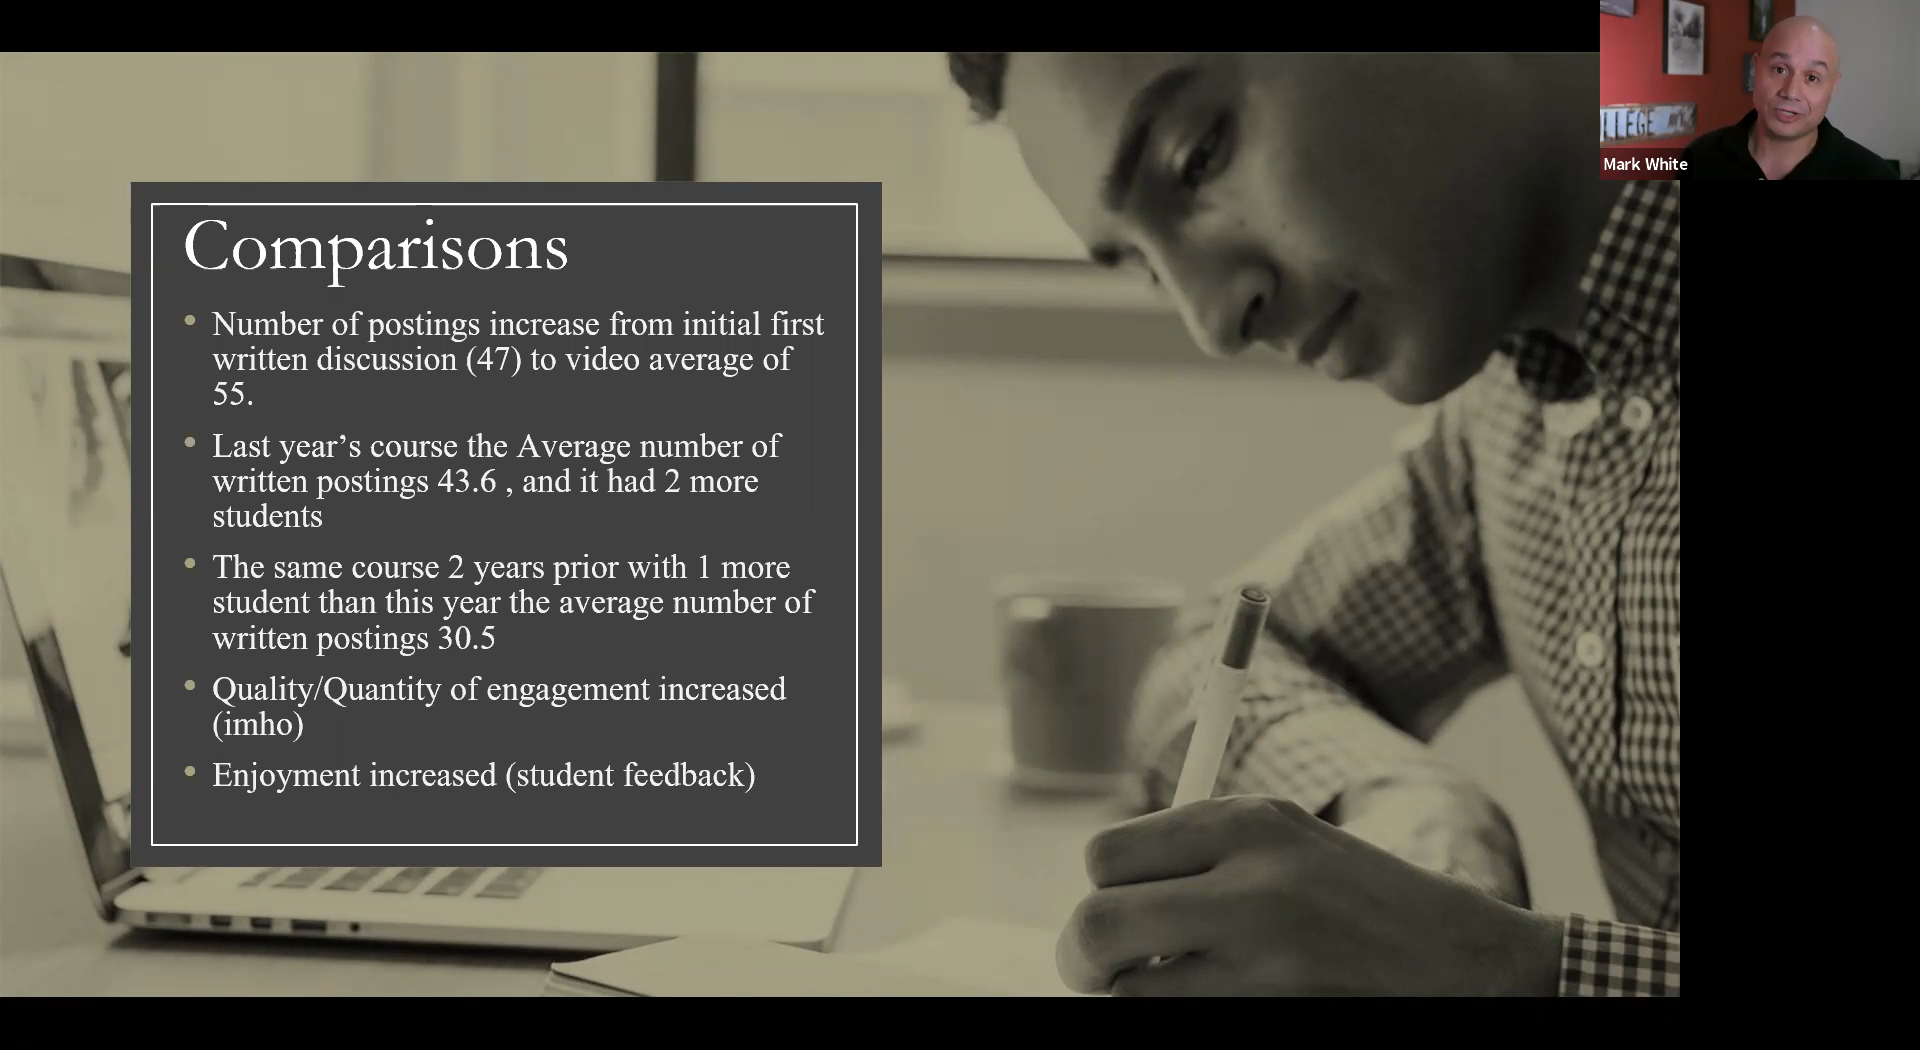 Comparisons
Number of postings increase from initial first
written discussion (47) to video average of
55.
Last year’s course the Average number of
written postings 43.6 , and it had 2 more
students
The same course 2 years prior with 1 more
student than this year the average number of
written postings 30.5
Quality/Quantity of engagement increased
(imho)
Enjoyment increased (student feedback)
LLEGE AV
Mark White